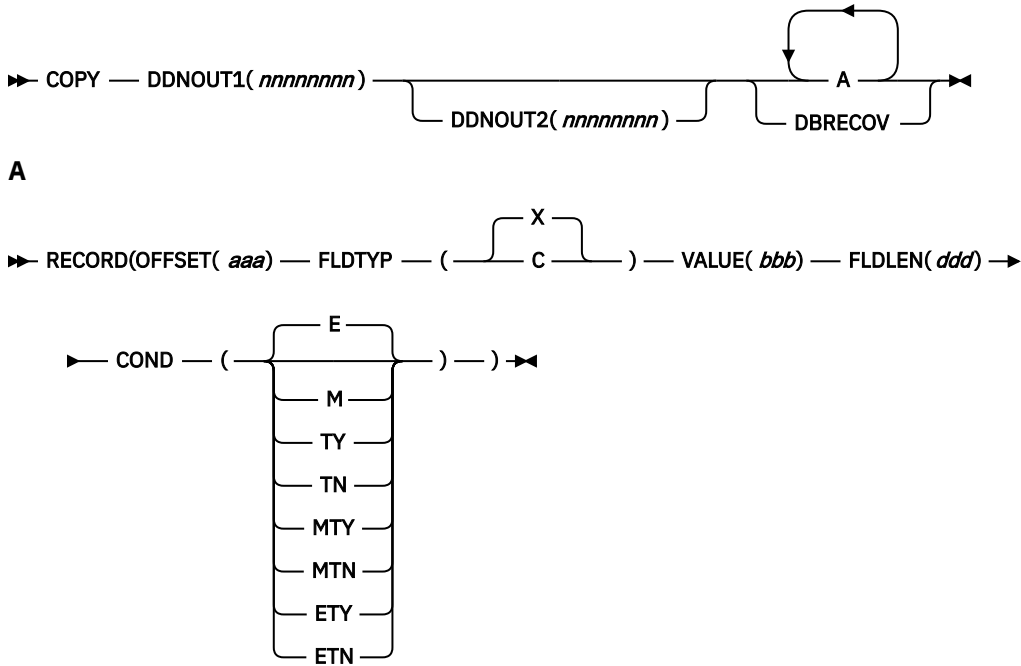 COPY DDNOUT1( nnnnnnnn ) A
DDNOUT2( nnnnnnnn ) DBRECOV
A
X
RECORD(OFFSET( aaa) FLDTYP ( C ) VALUE( bbb) FLDLEN( ddd)
E
COND ( ) )
M
TY
TN
MTY
MTN
ETY
ETN